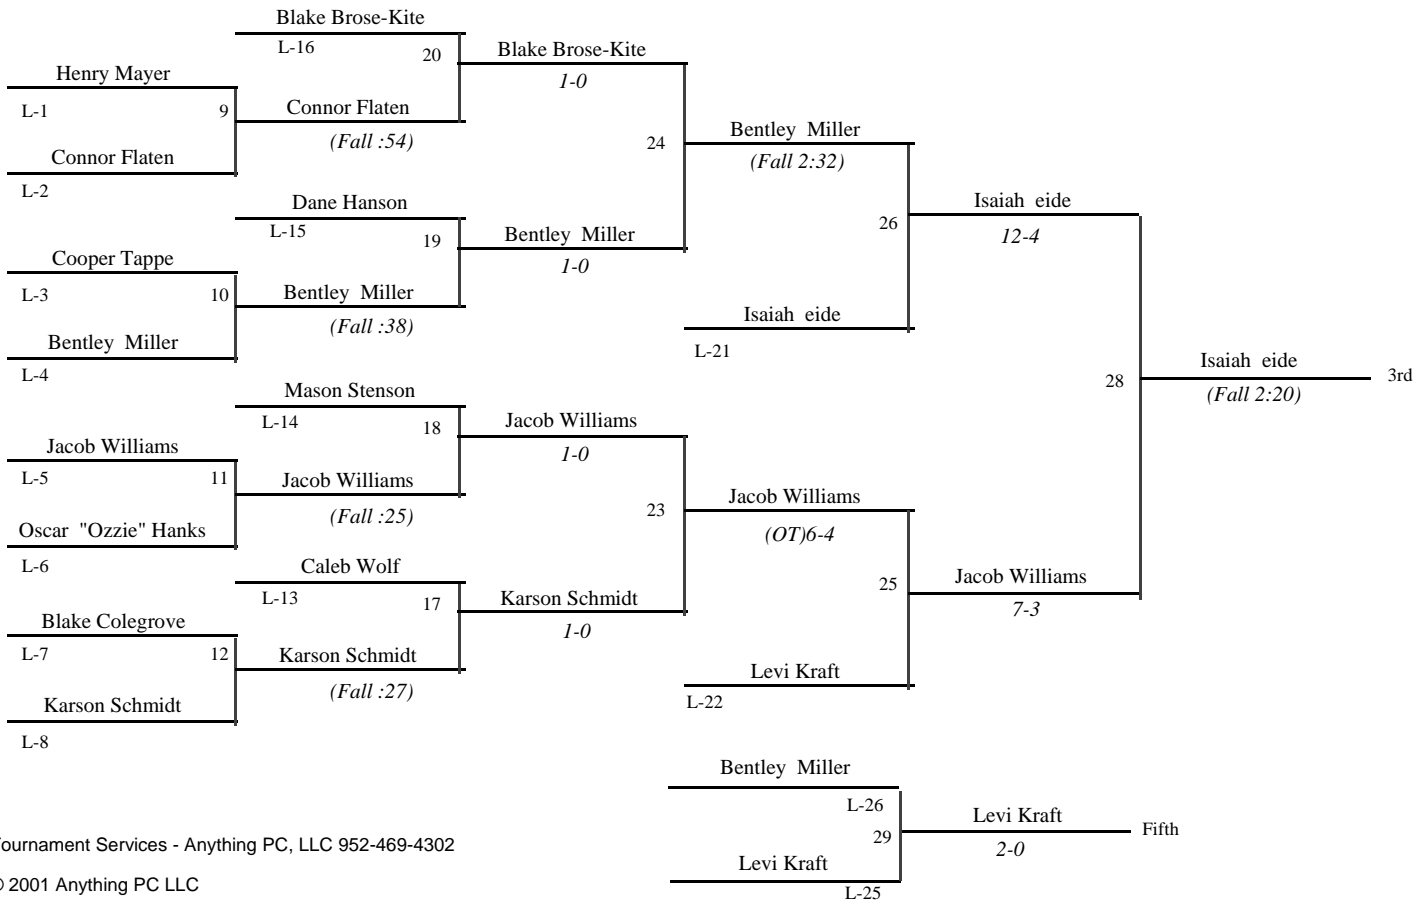 Blake Brose-Kite
L-16
20
Blake Brose-Kite
1-0
Henry Mayer
L-1
9
Connor Flaten
(Fall :54)
Connor Flaten
L-2
24
Bentley Miller
(Fall 2:32)
Dane Hanson
L-15
19
Bentley Miller
1-0
26
Isaiah eide
12-4
Cooper Tappe
L-3
10
Bentley Miller
(Fall :38)
Bentley Miller
L-4
Isaiah eide
L-21
28
Isaiah eide
(Fall 2:20)
3rd
Mason Stenson
L-14
18
Jacob Williams
1-0
Jacob Williams
L-5
11
Jacob Williams
(Fall :25)
Oscar "Ozzie" Hanks
L-6
23
Jacob Williams
(OT)6-4
Caleb Wolf
L-13
17
Karson Schmidt
1-0
25
Jacob Williams
7-3
Blake Colegrove
L-7
12
Karson Schmidt
(Fall :27)
Karson Schmidt
L-8
Levi Kraft
L-22
Bentley Miller
L-26
29
Levi Kraft
2-0
Fifth
Levi Kraft
L-25
ournament Services - Anything PC, LLC 952-469-4302
© 2001 Anything PC LLC